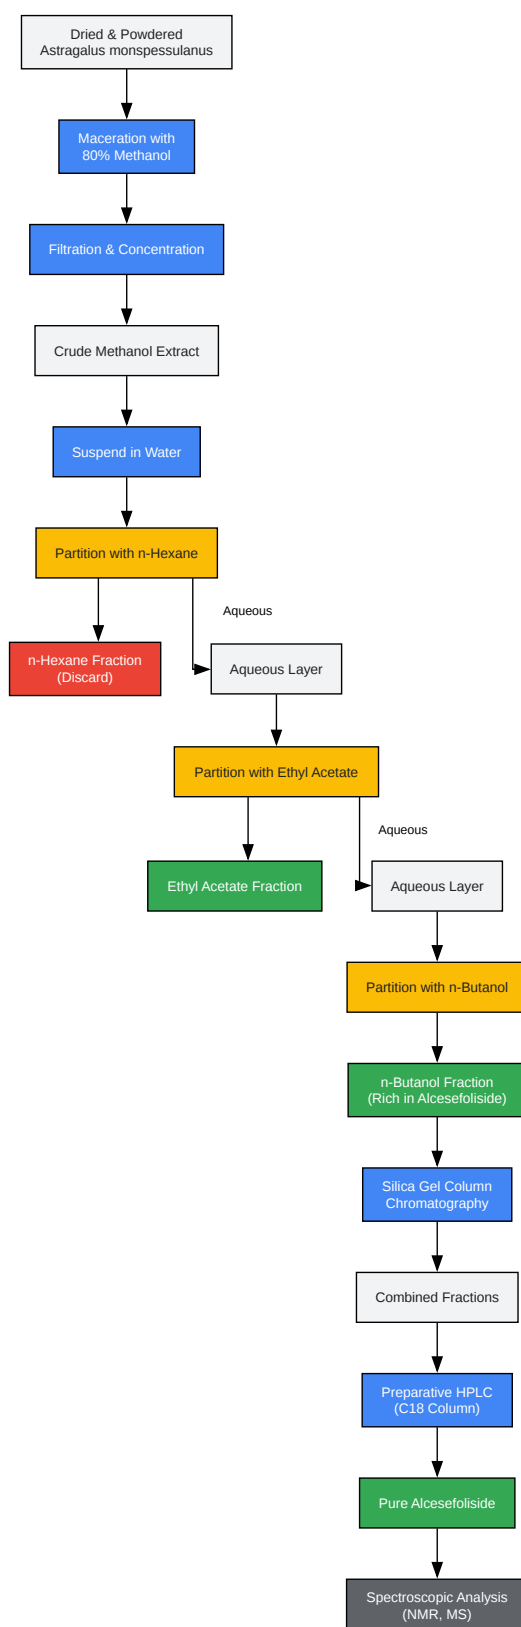 Dried & Powdered
Astragalus monspessulanus
Maceration with
80% Methanol
Filtration & Concentration
Crude Methanol Extract
Suspend in Water
Partition with n-Hexane
Aqueous
n-Hexane Fraction
(Discard)
Aqueous Layer
Partition with Ethyl Acetate
Aqueous
Ethyl Acetate Fraction
Aqueous Layer
Partition with n-Butanol
n-Butanol Fraction
(Rich in Alcesefoliside)
Silica Gel Column
Chromatography
Combined Fractions
Preparative HPLC
(C18 Column)
Pure Alcesefoliside
Spectroscopic Analysis
(NMR, MS)